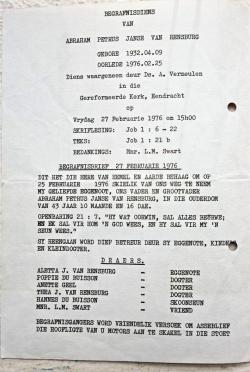 BEGRAFNISDIENS
VAN
ABRAHAM PETRUS JANSE VAN RENSBURG
GEBORE 1932.04.09
OORLEDE 1976.02.25
Diens waargeneem deur Ds. A. Vermeulen
in die
Gereformeerde Kerk, Hendracht
op
Vrydag 27 Februarie 1976 om 15h00
SKRIFLESING: Job 1 : 6 - 22
TEKS: Job 1 : 21 b
REDANKINGS: Mnr. L.M. Swart
BEGRAFNISBRIEF 27 FEBRUARIE 1976
DIT HET DIE HERE VAN HEMEL EN AARDE BEHAAG OM OP
25 FEBRUARIE 1976 SKIELIK VAN ONS WEG TE NEEM
MY GELIEFDE EGGENOOT, ONS VADER EN GROOTVADER
ABRAHAM PETRUS JANSE VAN RENSBURG, IN DIE OUDERDOM
VAN 43 JAAR 10 MAANDE EN 16 DAE.
OPENBARING 21 : 7. "HY WAT OORWIN, SAL ALLES BEËRWE;
EN EK SAL VIR HOM 'N GOD WEES, EN HY SAL VIR MY 'N
SEUN WEES."
SY HEENGAAN WORD DIEP BETREUR DEUR SY EGGENOTE, KINDERS
EN KLEINDOGTER.
DRAERS.
ALETTA J. VAN RENSBURG - EGGENOTE
POPPIE DU BUISSON - DOGTER
ANETTE GEEL - DOGTER
THEA J. VAN RENSBURG - DOGTER
HANNES DU BUISSON - SKOONSEUN
MNR. L.M. SWART - VRIEND
BEGRAFNISGANGERS WORD VRIENDELIK VERSOEK OM ASSEBLIEF
DIE HOOFLIGTE VAN U MOTORS AAN TE SKAKEL IN DIE STOET